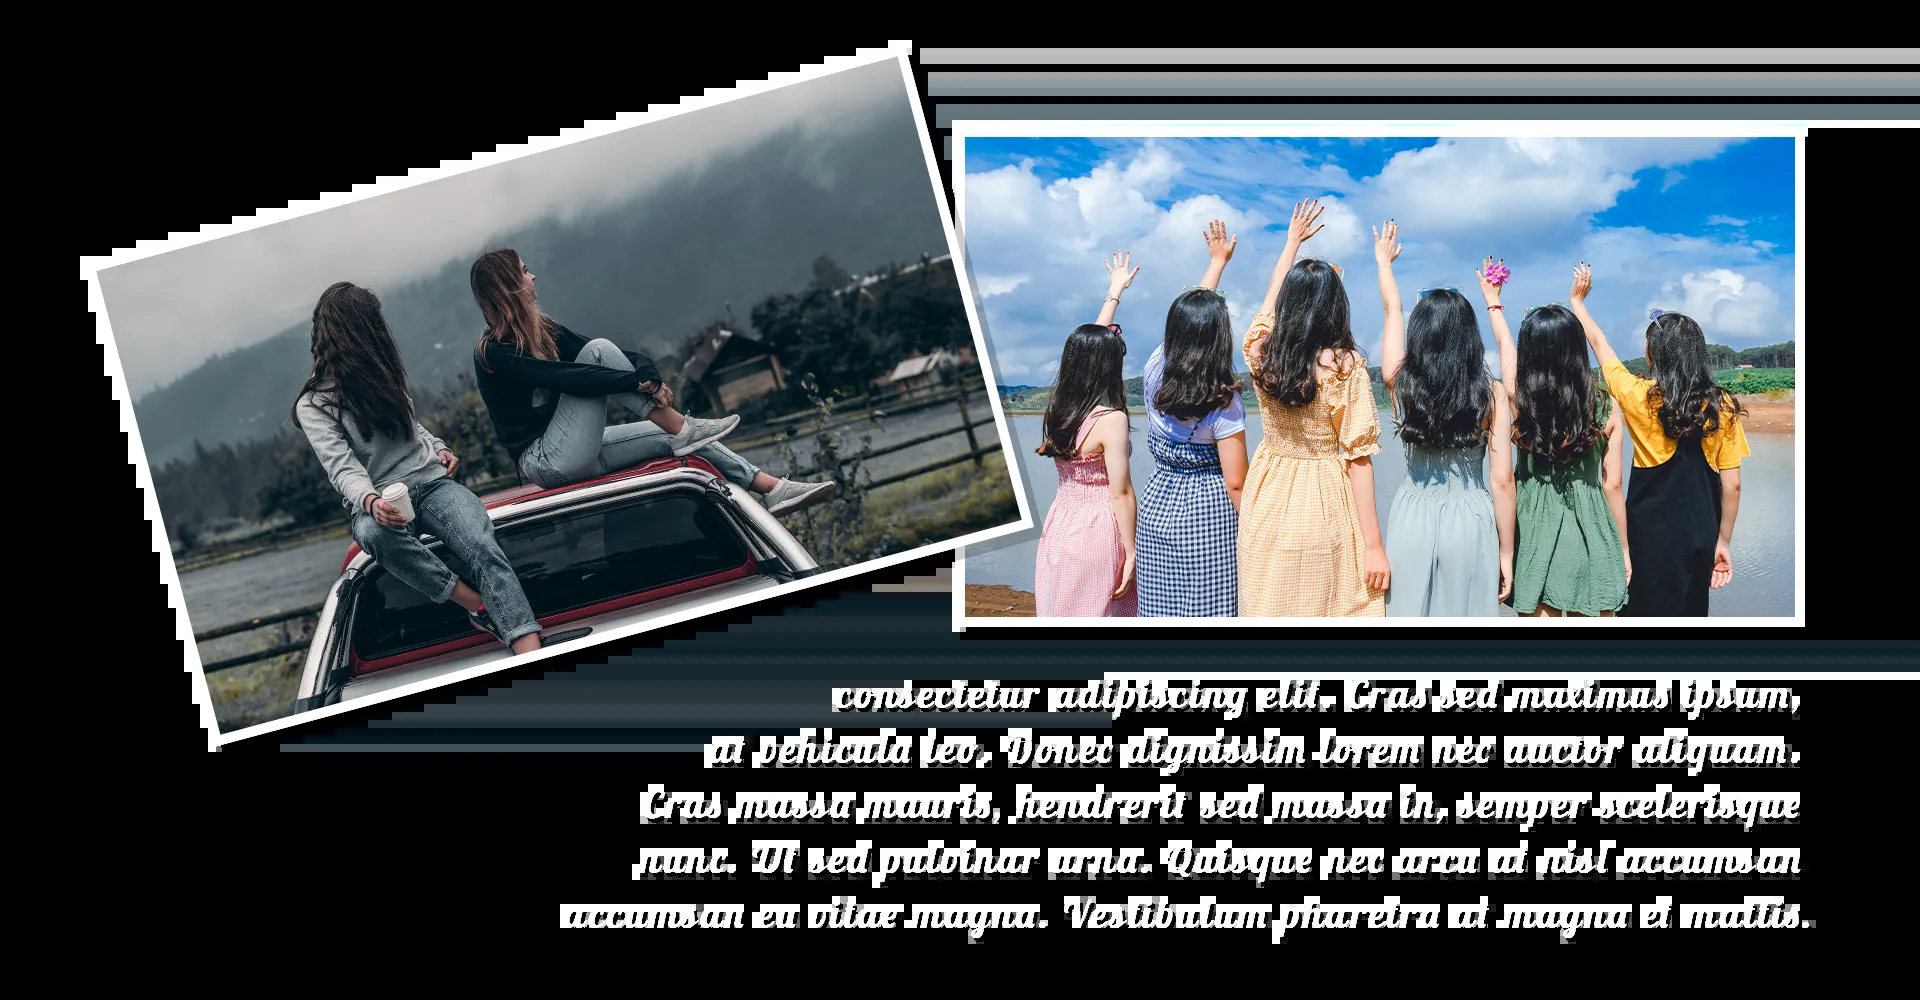 consectetur adipiscing elit. Cras sed maximus ipsum,
at vehicula leo. Donec dignissim lorem nec auctor aliquam.
Cras massa mauris, hendrerit sed massa in, semper scelerisque
nunc. Ut sed pulvinar urna. Quisque nec arcu at nisl accumsan
accumsan eu vitae magna. Vestibulum pharetra at magna et mattis.